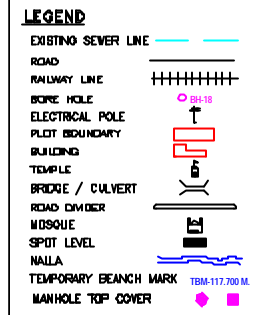 LEGEND
EXISTING SEWER LINE
ROAD
RAILWAY LINE
BORE HOLE BH-18
ELECTRICAL POLE
PLOT BOUNDARY
BUILDING
TEMPLE
BRIDGE / CULVERT
ROAD DIVIDER
MOSQUE
SPOT LEVEL
NALLA
TEMPORARY BEANCH MARK TBM-117.700 M.
MANHOLE TOP COVER